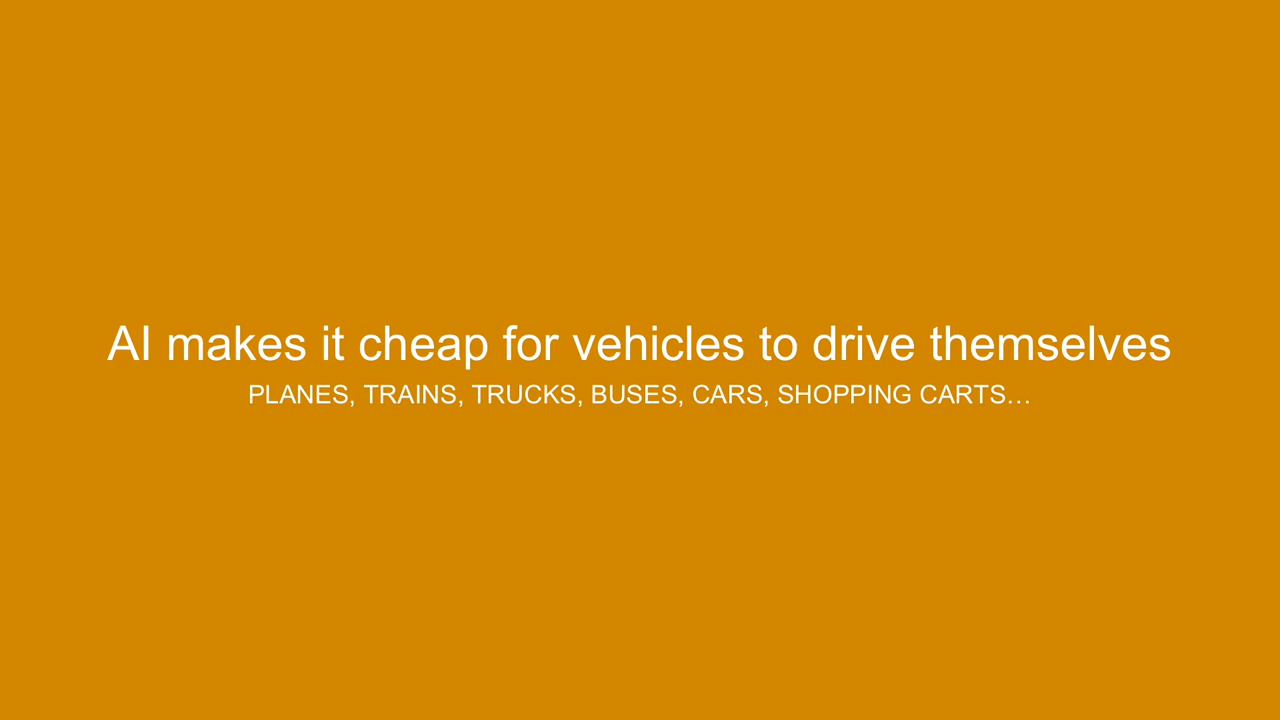 AI makes it cheap for vehicles to drive themselves
PLANES, TRAINS, TRUCKS, BUSES, CARS, SHOPPING CARTS…